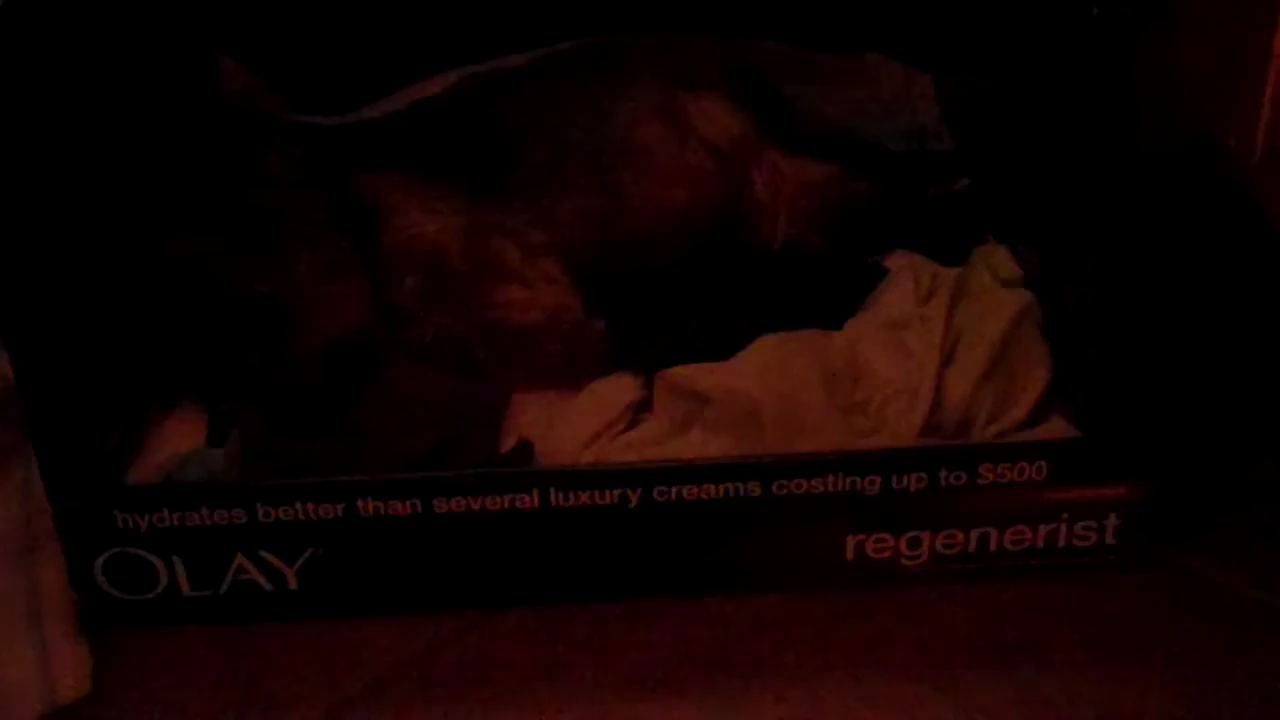 hydrates better than several luxury creams costing up to $500
OLAY
regenerist